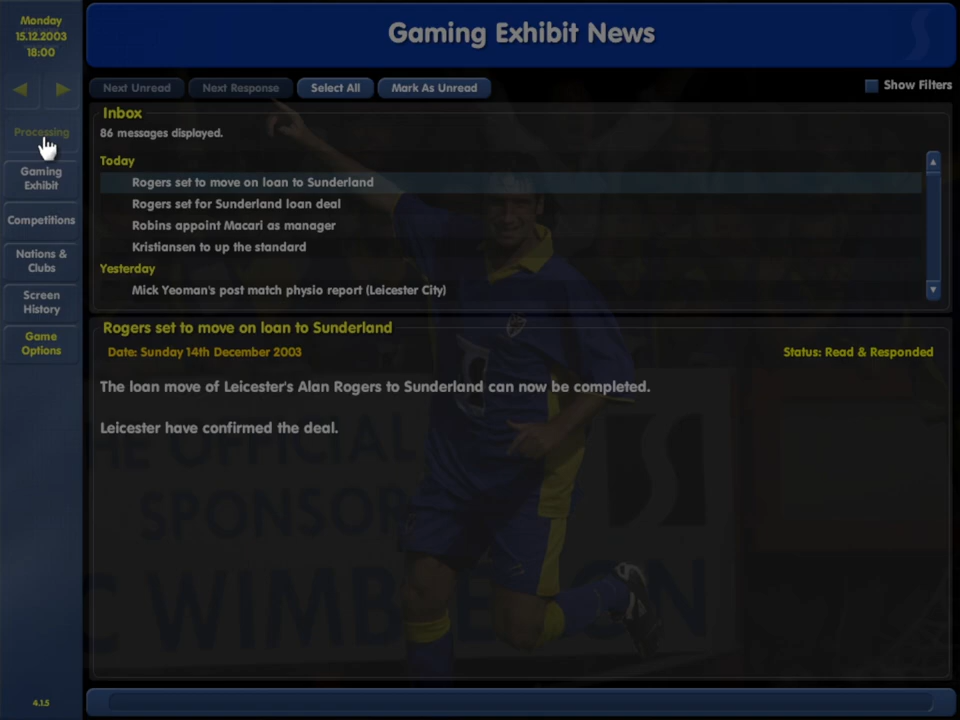 Monday
15.12.2003
18:00
Processing
Gaming
Exhibit
Competitions
Nations &
Clubs
Screen
History
Game
Options
4.1.5
Gaming Exhibit News
Next Unread
Next Response
Select All
Mark As Unread
Show Filters
Inbox
86 messages displayed.
Today
Rogers set to move on loan to Sunderland
Rogers set for Sunderland loan deal
Robins appoint Macari as manager
Kristiansen to up the standard
Yesterday
Mick Yeoman's post match physio report (Leicester City)
Rogers set to move on loan to Sunderland
Date: Sunday 14th December 2003
Status: Read & Responded
The loan move of Leicester's Alan Rogers to Sunderland can now be completed.
Leicester have confirmed the deal.
HE OFFICIAL
SPONSOR
C WIMB